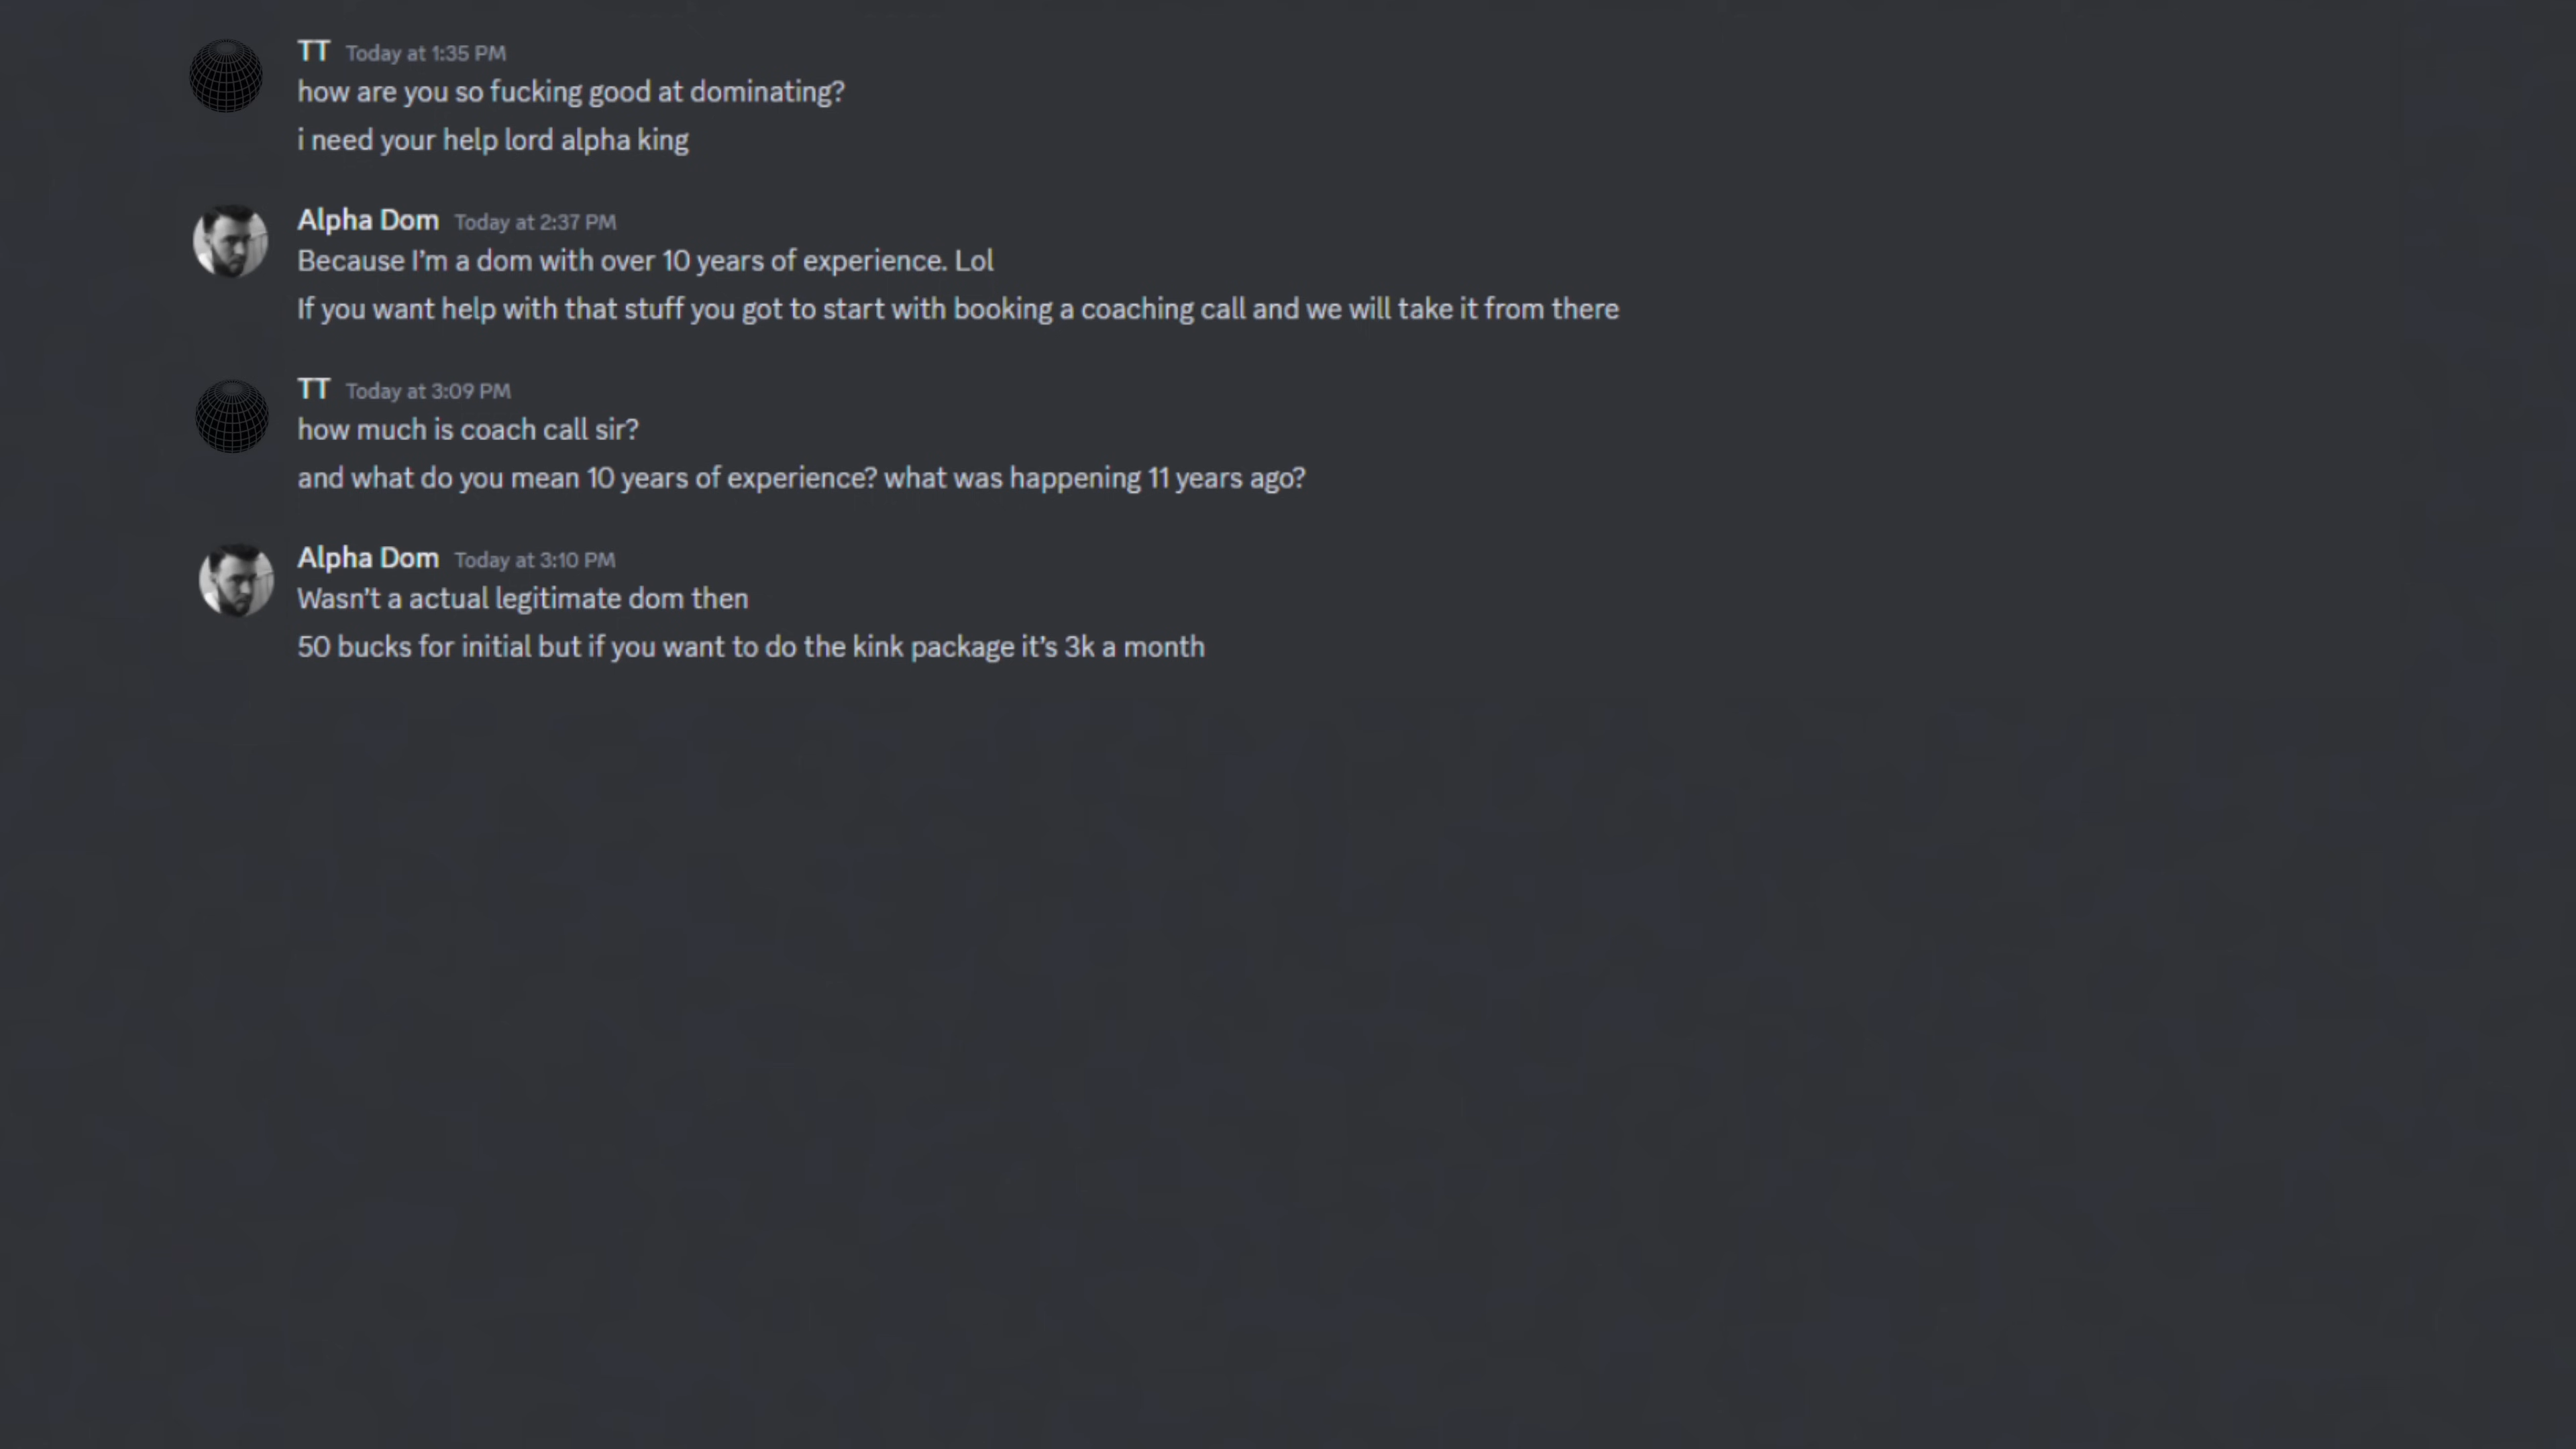 TT Today at 1:35 PM
how are you so fucking good at dominating?
i need your help lord alpha king
Alpha Dom Today at 2:37 PM
Because I'm a dom with over 10 years of experience. Lol
If you want help with that stuff you got to start with booking a coaching call and we will take it from there
TT Today at 3:09 PM
how much is coach call sir?
and what do you mean 10 years of experience? what was happening 11 years ago?
Alpha Dom Today at 3:10 PM
Wasn't a actual legitimate dom then
50 bucks for initial but if you want to do the kink package it's 3k a month